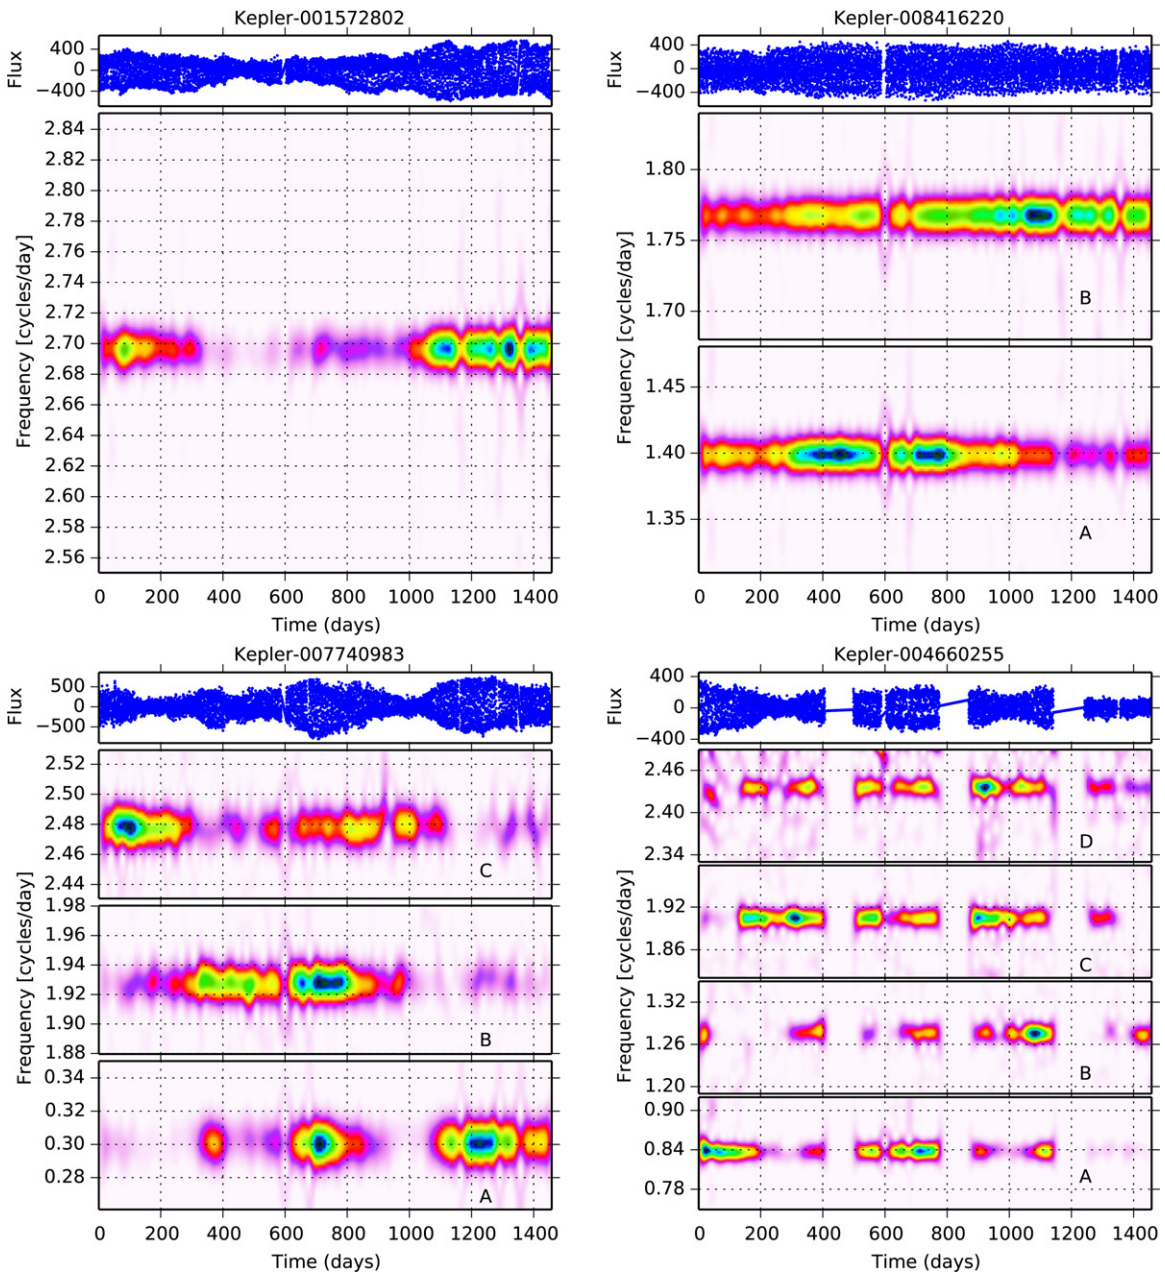 Kepler-001572802
Flux
400
0
−400
Frequency [cycles/day]
2.84
2.82
2.80
2.78
2.76
2.74
2.72
2.70
2.68
2.66
2.64
2.62
2.60
2.58
2.56
0 200 400 600 800 1000 1200 1400
Time (days)
Kepler-008416220
Flux
400
0
−400
Frequency [cycles/day]
1.80
1.75
1.70
B
1.45
1.40
1.35
A
0 200 400 600 800 1000 1200 1400
Time (days)
Kepler-007740983
Flux
500
0
−500
Frequency [cycles/day]
2.52
2.50
2.48
2.46
2.44
C
1.98
1.96
1.94
1.92
1.90
1.88
B
0.34
0.32
0.30
0.28
A
0 200 400 600 800 1000 1200 1400
Time (days)
Kepler-004660255
Flux
400
0
−400
Frequency [cycles/day]
2.46
2.40
2.34
D
1.92
1.86
C
1.32
1.26
1.20
B
0.90
0.84
0.78
A
0 200 400 600 800 1000 1200 1400
Time (days)